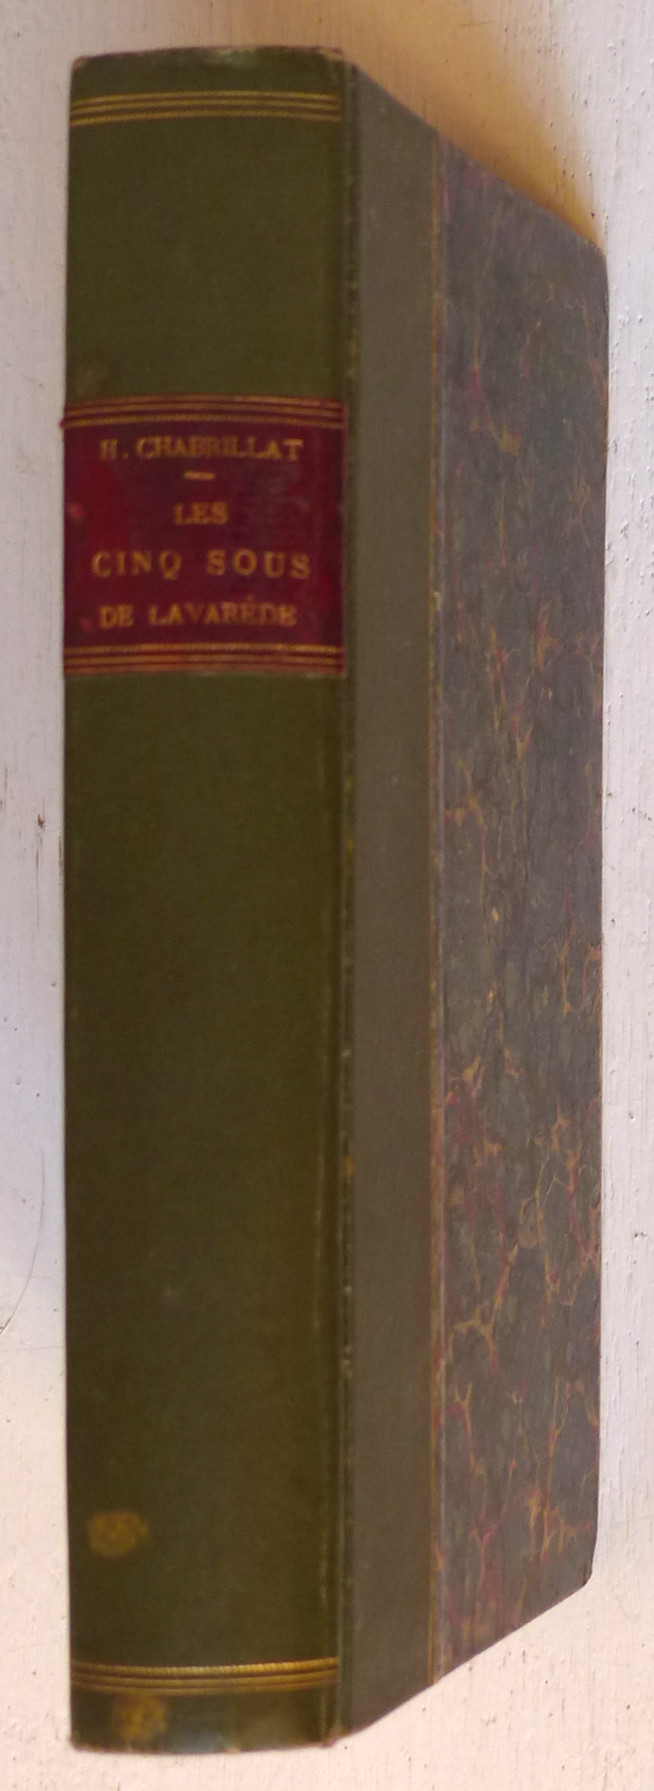 H. CHABRILLAT
LES
CINQ SOUS
DE LAVARÈDE